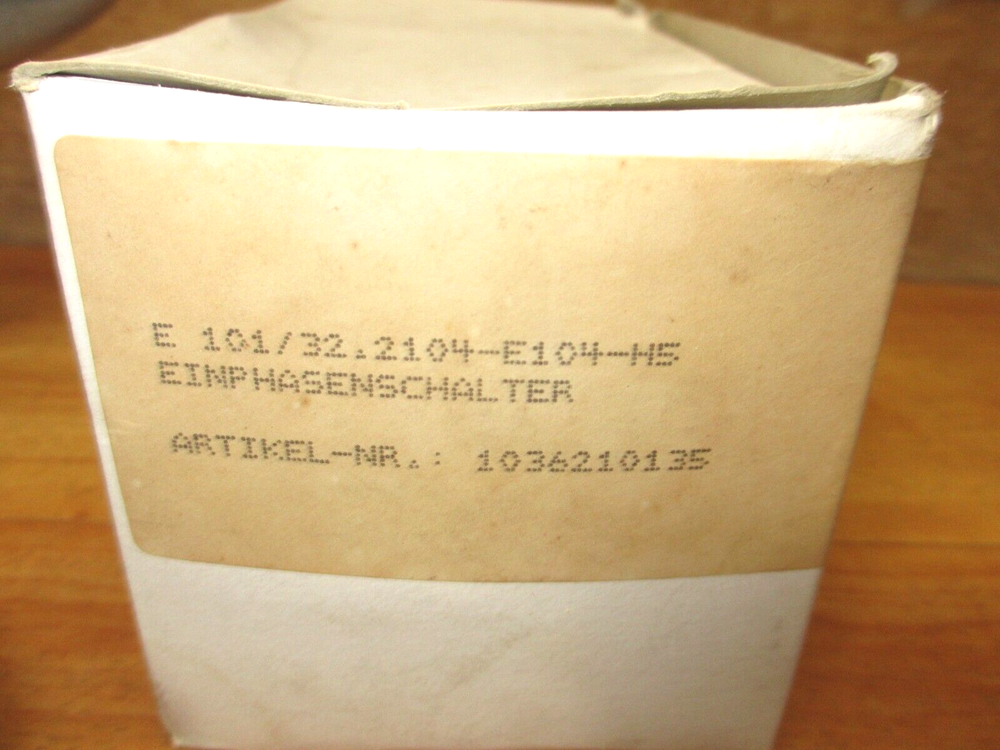 E 101/32.2104-E104-H5
EINPHASENSCHALTER
ARTIKEL-NR.: 1036210135